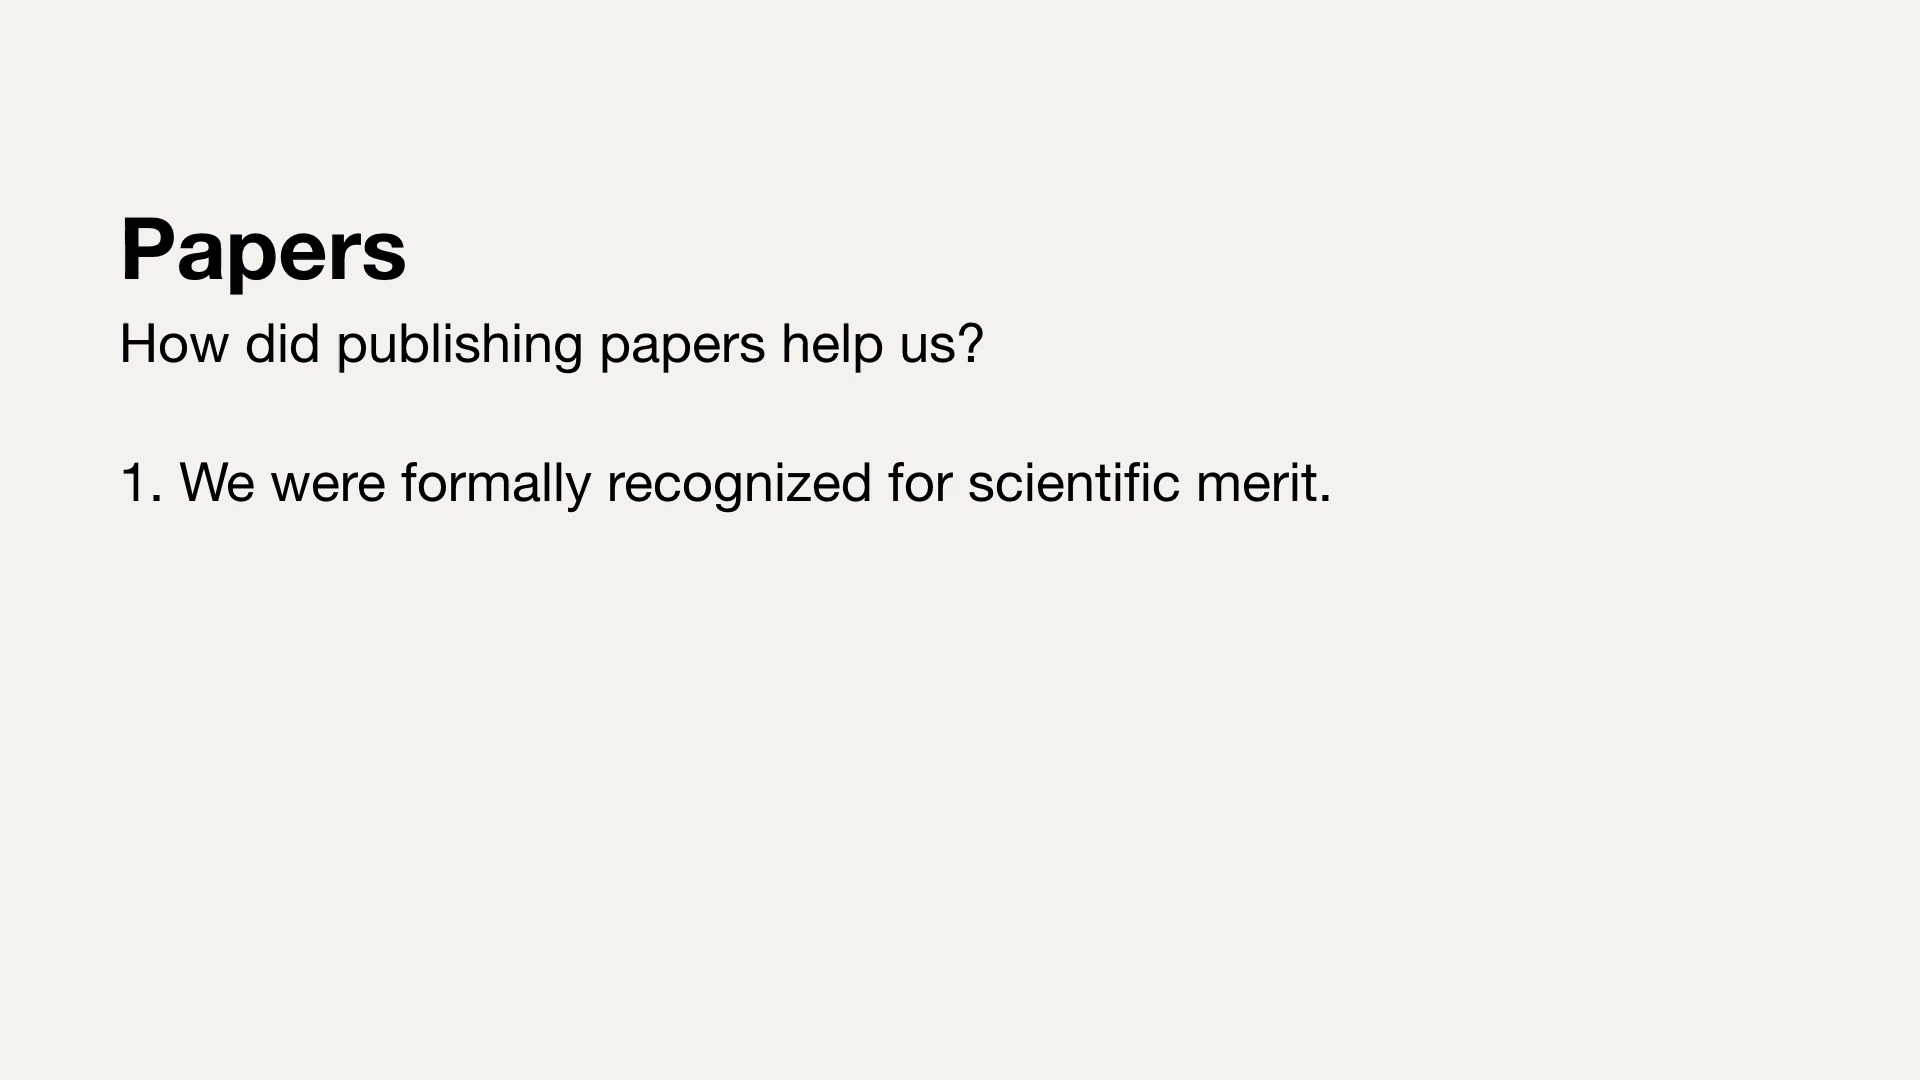 Papers
How did publishing papers help us?
1. We were formally recognized for scientific merit.